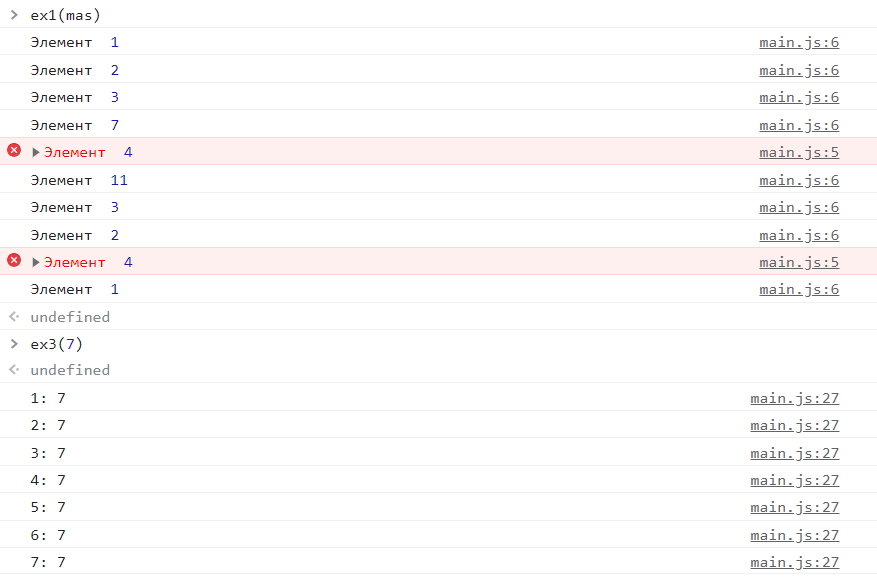 > ex1(mas)
Элемент 1 main.js:6
Элемент 2 main.js:6
Элемент 3 main.js:6
Элемент 7 main.js:6
Элемент 4 main.js:5
Элемент 11 main.js:6
Элемент 3 main.js:6
Элемент 2 main.js:6
Элемент 4 main.js:5
Элемент 1 main.js:6
undefined
> ex3(7)
undefined
1: 7 main.js:27
2: 7 main.js:27
3: 7 main.js:27
4: 7 main.js:27
5: 7 main.js:27
6: 7 main.js:27
7: 7 main.js:27